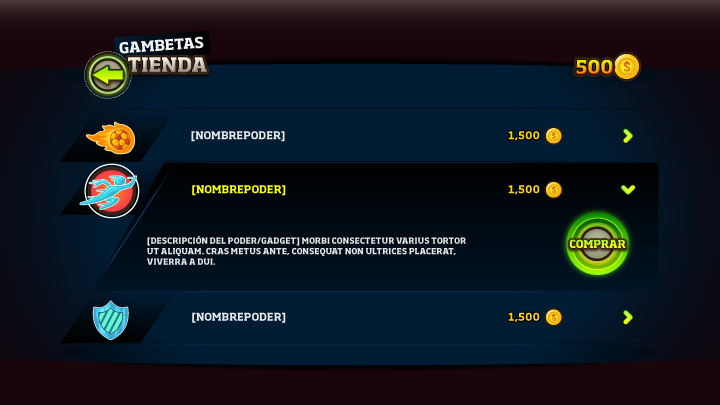 GAMBETAS
TIENDA
500
[NOMBREPODER]
1,500
[NOMBREPODER]
1,500
[DESCRIPCIÓN DEL PODER/GADGET] MORBI CONSECTETUR VARIUS TORTOR
UT ALIQUAM. CRAS METUS ANTE, CONSEQUAT NON ULTRICES PLACERAT,
VIVERRA A DUI.
COMPRAR
[NOMBREPODER]
1,500